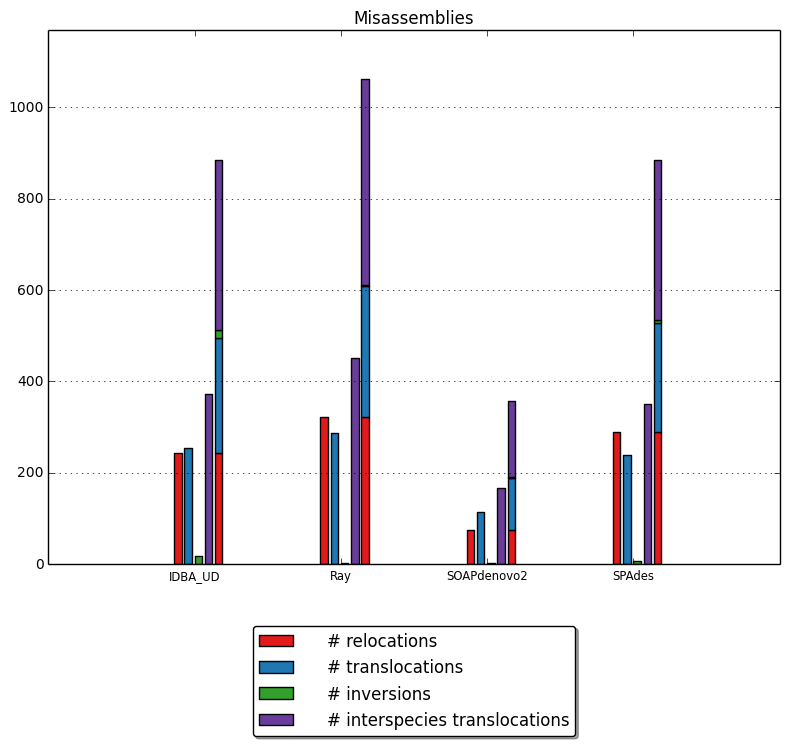 Misassemblies
1000
800
600
400
200
0
IDBA_UD Ray SOAPdenovo2 SPAdes
# relocations
# translocations
# inversions
# interspecies translocations